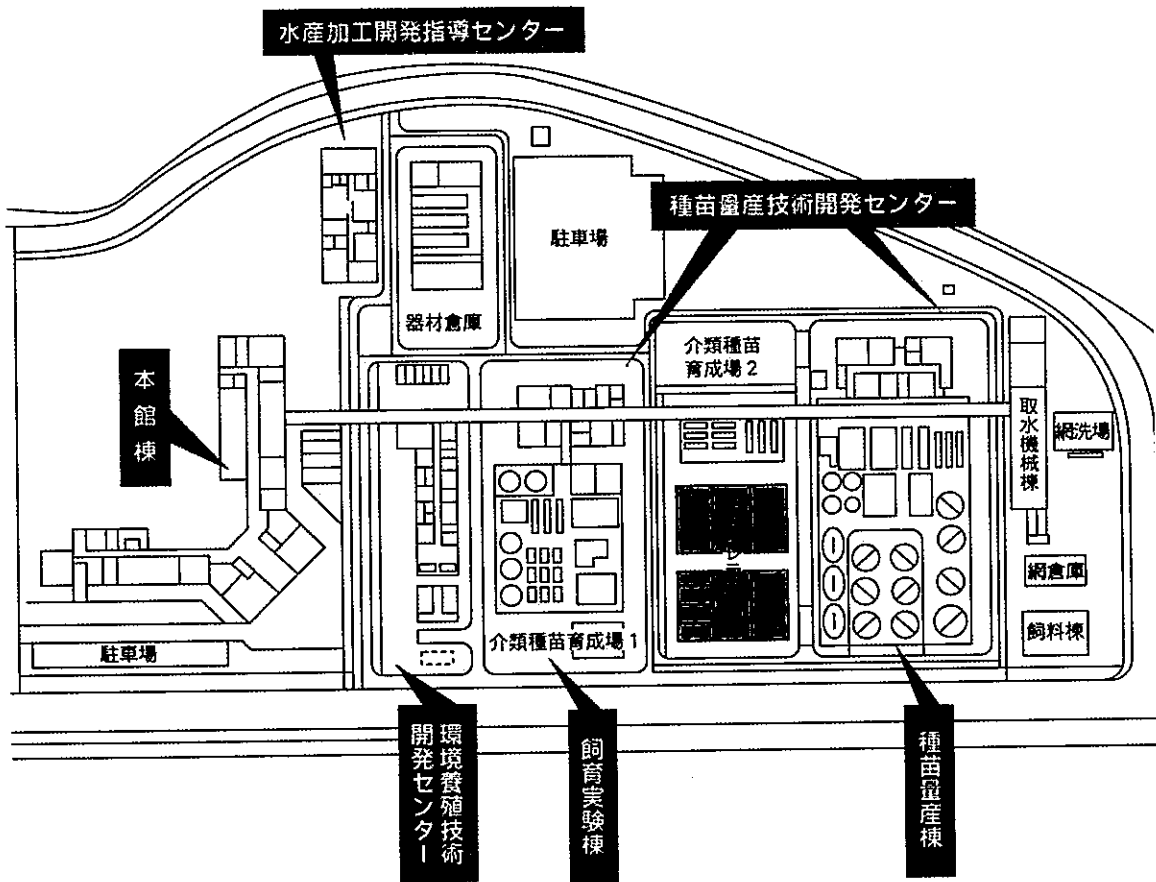 水産加工開発指導センター
種苗量産技術開発センター
駐車場
器材倉庫
介類種苗
育成場2
本館棟
取水機械棟
網洗場
網倉庫
飼料棟
介類種苗育成場1
駐車場
環境養殖技術
開発センター
飼育実験棟
種苗量産棟